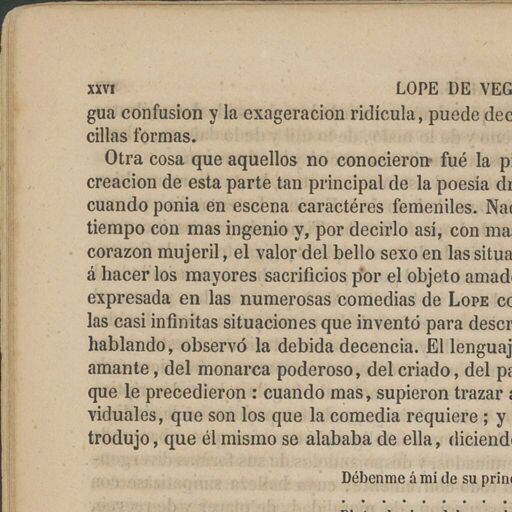 XXVI LOPE DE VEG
gua confusion y la exageracion ridícula, puede dec
cillas formas.
Otra cosa que aquellos no conocieron fué la p
creacion de esta parte tan principal de la poesía d
cuando ponia en escena caractéres femeniles. Na
tiempo con mas ingenio y, por decirlo así, con ma
corazon mujeril, el valor del bello sexo en las situa
á hacer los mayores sacrificios por el objeto amad
expresada en las numerosas comedias de LOPE co
las casi infinitas situaciones que inventó para descr
hablando, observó la debida decencia. El lenguaj
amante, del monarca poderoso, del criado, del pa
que le precedieron : cuando mas, supieron trazar a
viduales, que son los que la comedia requiere ; y
trodujo, que él mismo se alababa de ella, diciend
Débenme á mí de su prin